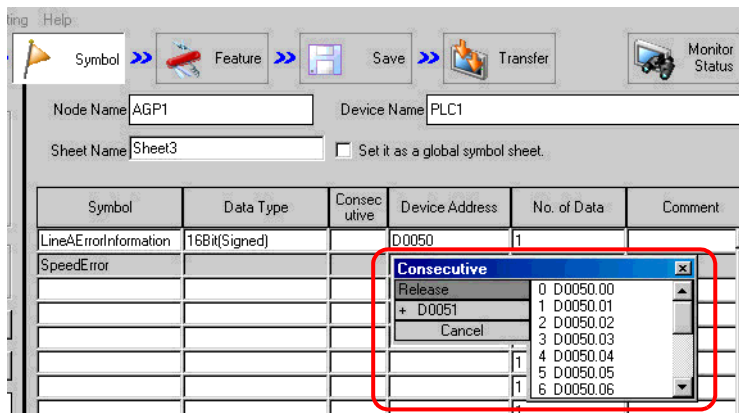 ting Help
Symbol Feature Save Transfer Monitor Status
Node Name AGP1 Device Name PLC1
Sheet Name Sheet3 Set it as a global symbol sheet.
Symbol Data Type Consecutive Device Address No. of Data Comment
LineAErrorInformation 16Bit(Signed) D0050 1
SpeedError
Consecutive
Release 0 D0050.00
+ D0051 1 D0050.01
Cancel 2 D0050.02
3 D0050.03
1 4 D0050.04
5 D0050.05
1 6 D0050.06